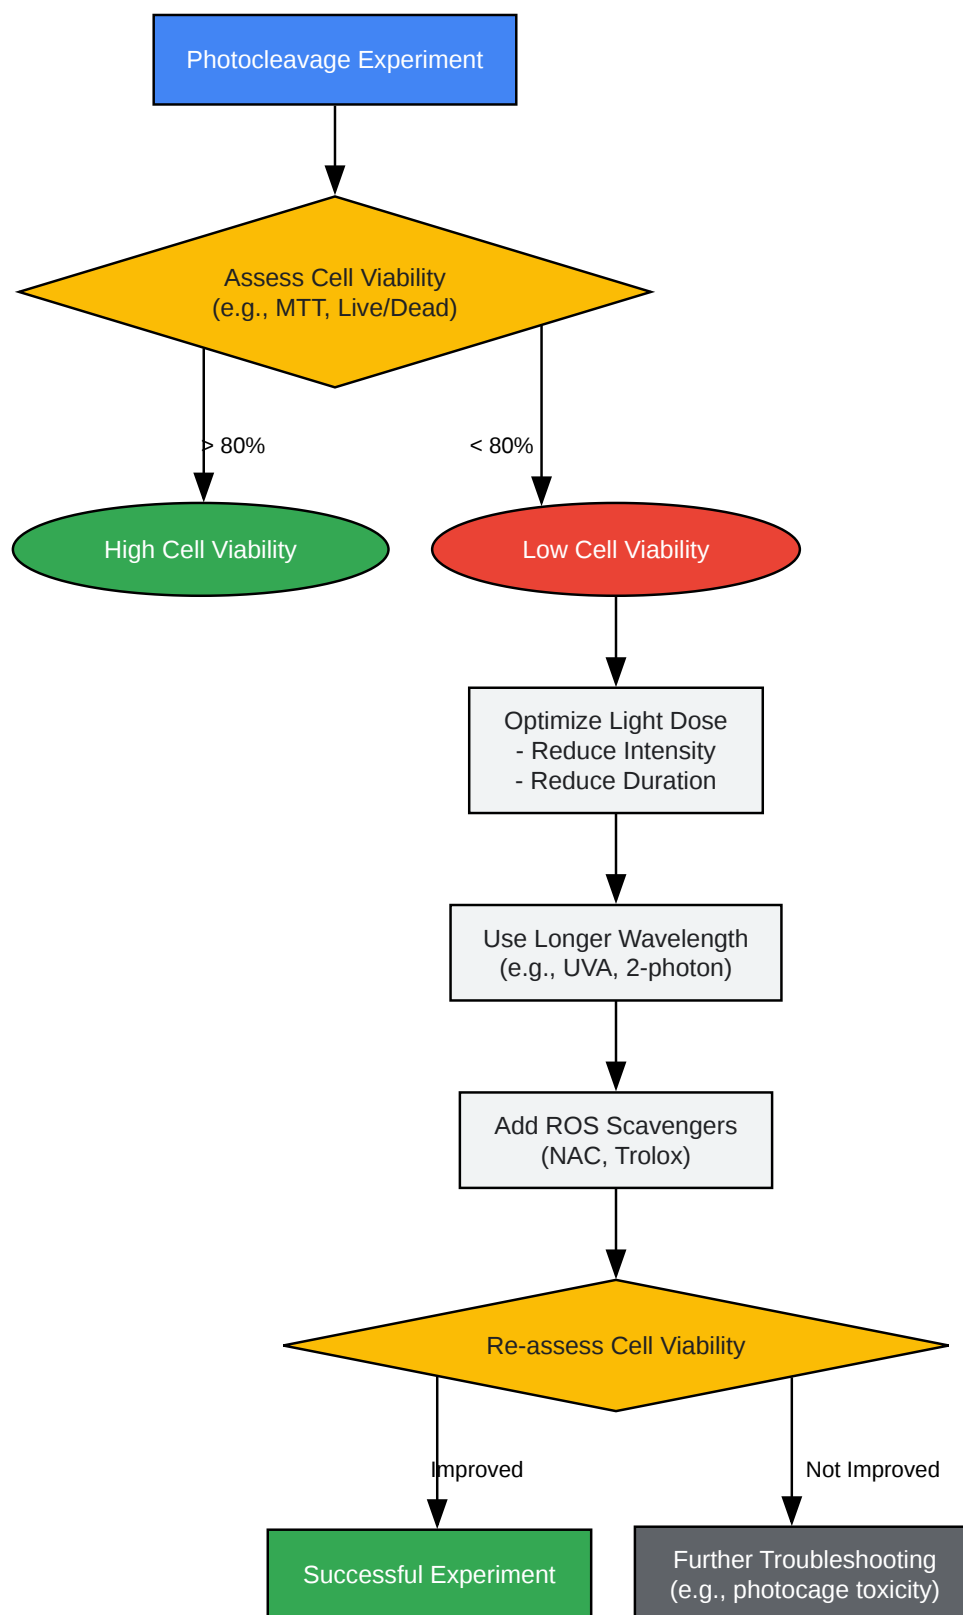 Photocleavage Experiment
Assess Cell Viability
(e.g., MTT, Live/Dead)
> 80%
< 80%
High Cell Viability
Low Cell Viability
Optimize Light Dose
- Reduce Intensity
- Reduce Duration
Use Longer Wavelength
(e.g., UVA, 2-photon)
Add ROS Scavengers
(NAC, Trolox)
Re-assess Cell Viability
Improved
Not Improved
Successful Experiment
Further Troubleshooting
(e.g., photocage toxicity)